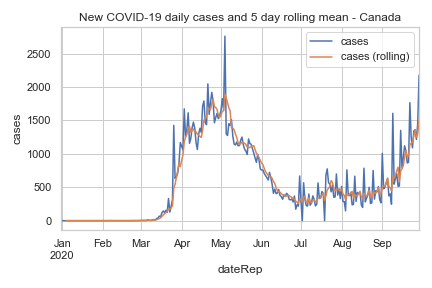 New COVID-19 daily cases and 5 day rolling mean - Canada
cases
cases (rolling)
2500
2000
1500
1000
500
0
cases
Jan Feb Mar Apr May Jun Jul Aug Sep
2020
dateRep